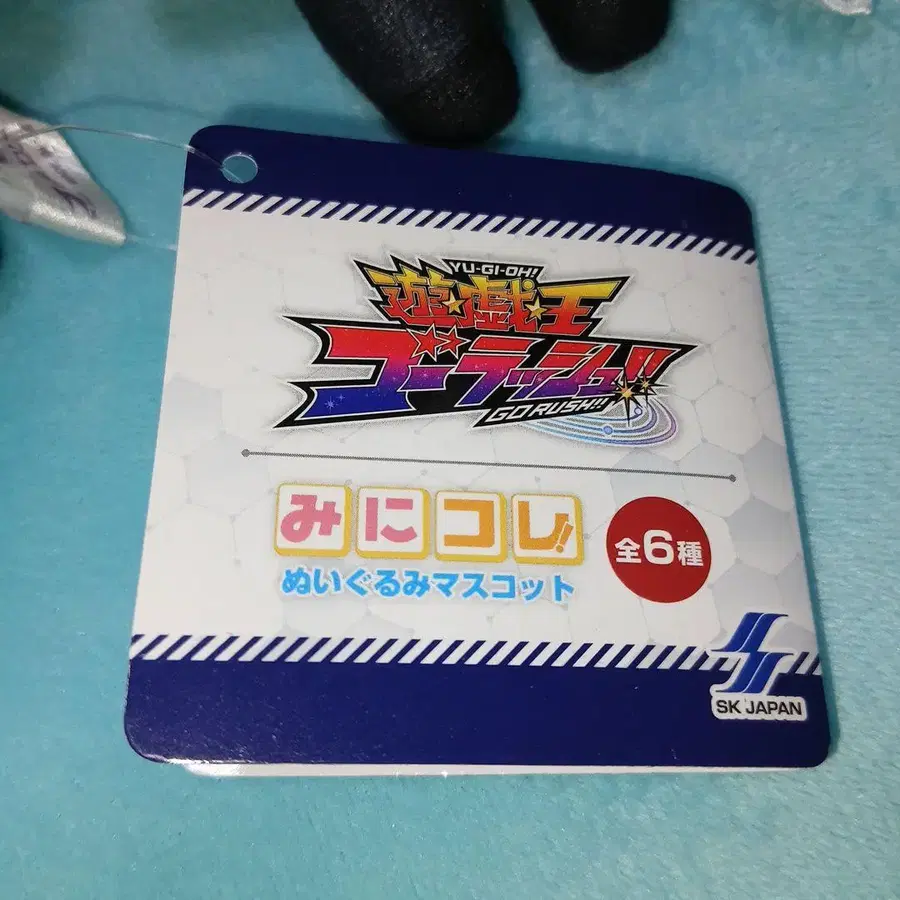 YU-GI-OH!
遊☆戯☆王
ゴーラッシュ!!
GO RUSH!!
みにコレ!!
ぬいぐるみマスコット
全6種
SK JAPAN